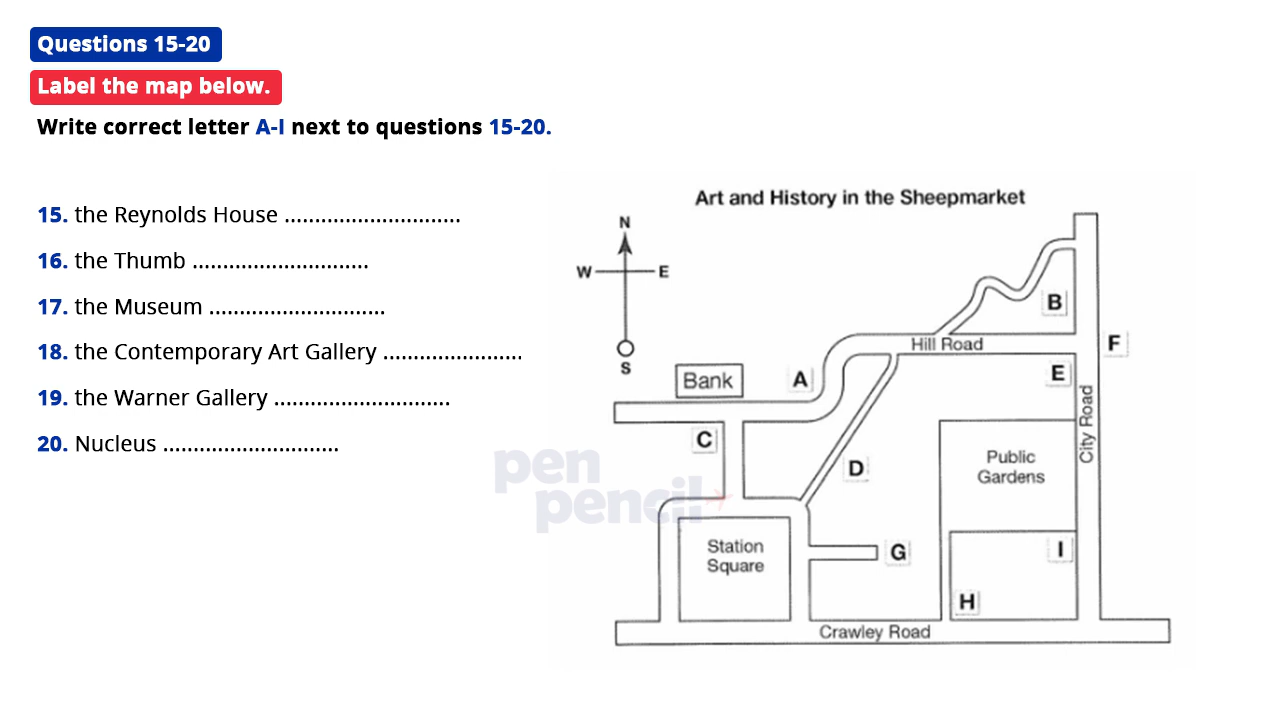 Questions 15-20
Label the map below.
Write correct letter A-I next to questions 15-20.
15. the Reynolds House .............................
16. the Thumb .............................
17. the Museum .............................
18. the Contemporary Art Gallery .......................
19. the Warner Gallery .............................
20. Nucleus .............................
Art and History in the Sheepmarket
N
W
E
S
B
Hill Road
F
Bank
A
E
C
City Road
D
Public
Gardens
pen
pencil
Station
Square
G
I
H
Crawley Road